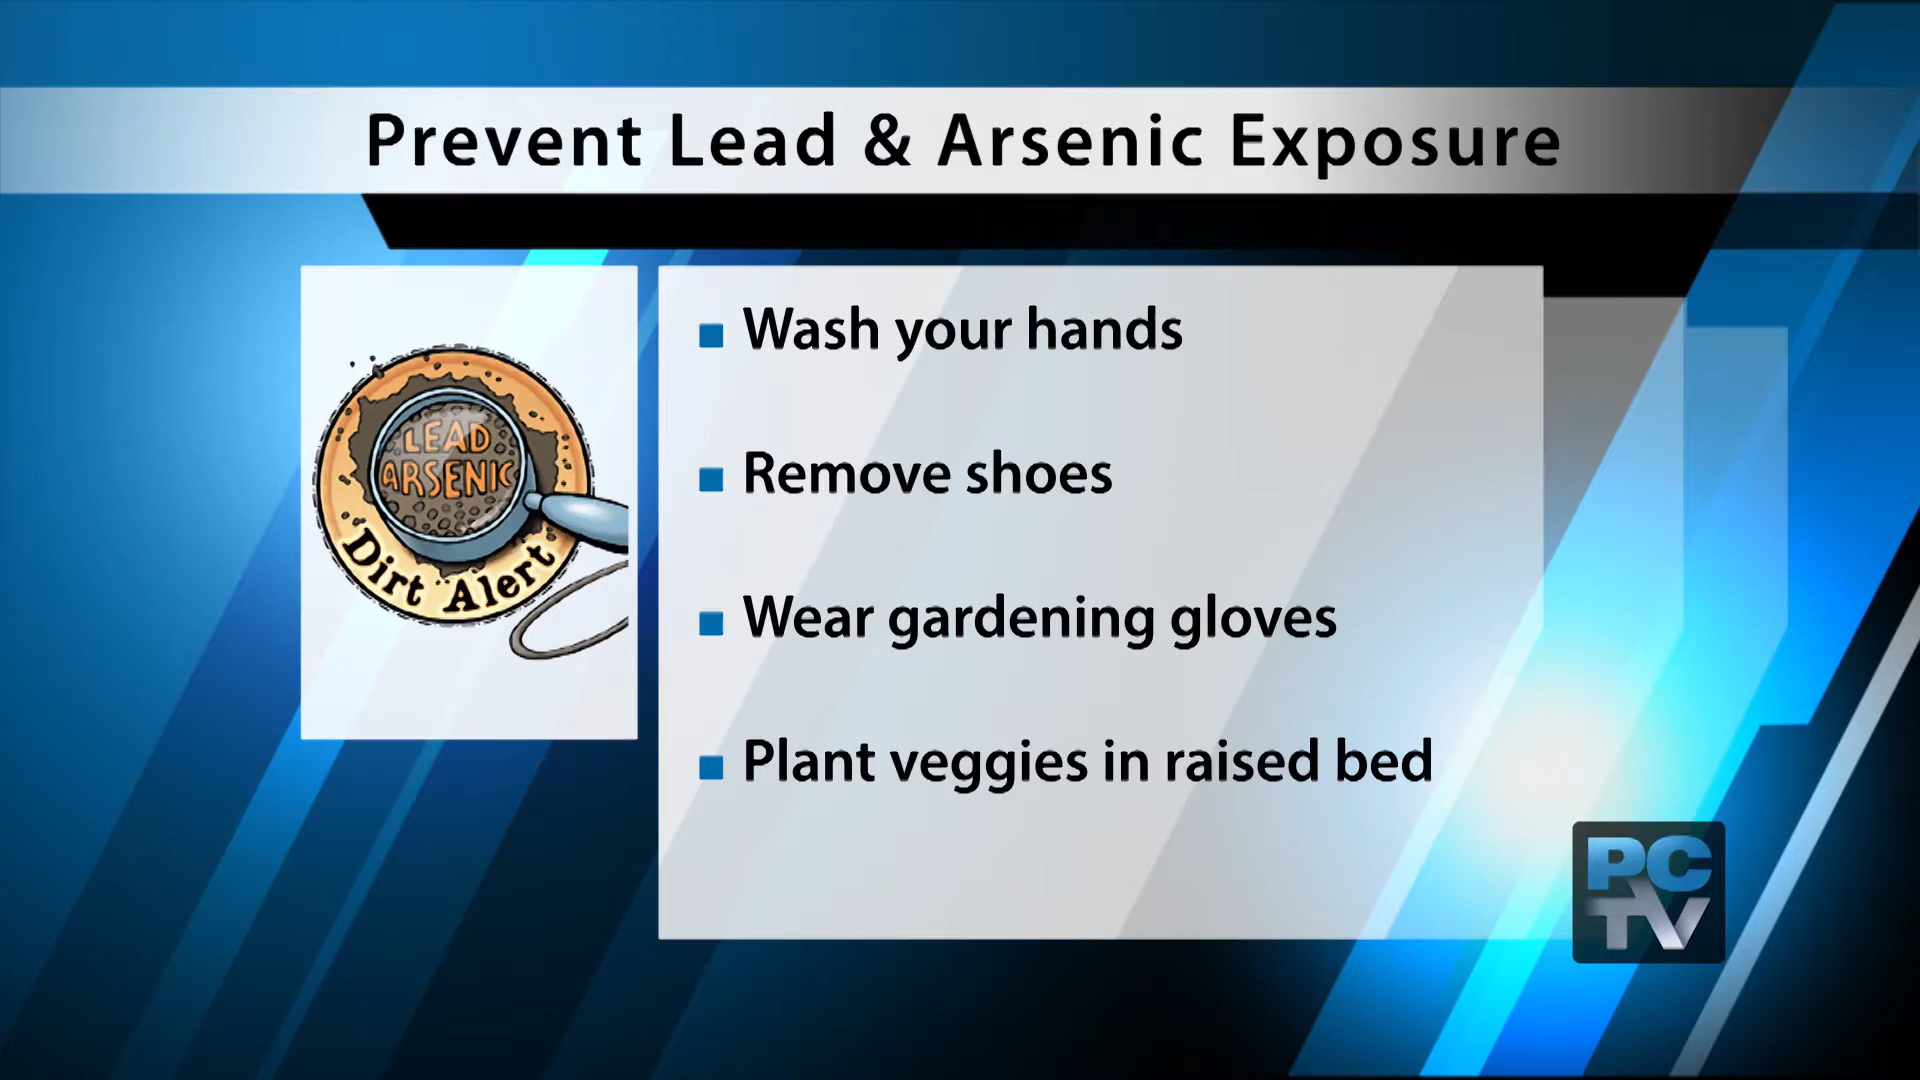 Prevent Lead & Arsenic Exposure
LEAD
ARSENIC
Dirt Alert
Wash your hands
Remove shoes
Wear gardening gloves
Plant veggies in raised bed
PC
TV